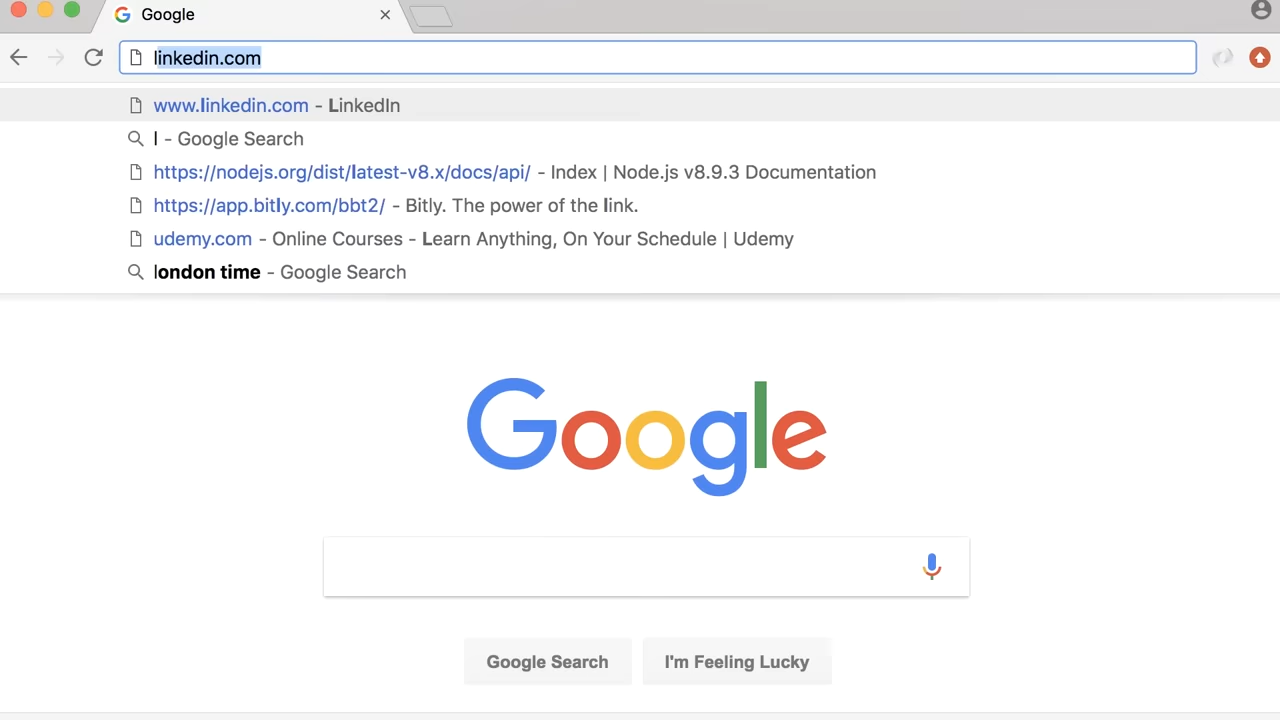 Google
linkedin.com
www.linkedin.com - LinkedIn
l - Google Search
https://nodejs.org/dist/latest-v8.x/docs/api/ - Index | Node.js v8.9.3 Documentation
https://app.bitly.com/bbt2/ - Bitly. The power of the link.
udemy.com - Online Courses - Learn Anything, On Your Schedule | Udemy
london time - Google Search
Google
Google Search
I'm Feeling Lucky